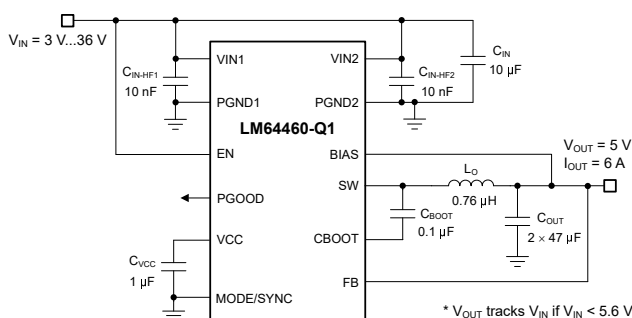 V_IN = 3 V...36 V
C_IN-HF1
10 nF
VIN1
PGND1
LM64460-Q1
EN
PGOOD
VCC
C_VCC
1 µF
MODE/SYNC
VIN2
PGND2
BIAS
SW
CBOOT
FB
C_IN-HF2
10 nF
C_IN
10 µF
V_OUT = 5 V
I_OUT = 6 A
L_O
0.76 µH
C_BOOT
0.1 µF
C_OUT
2 × 47 µF
* V_OUT tracks V_IN if V_IN < 5.6 V